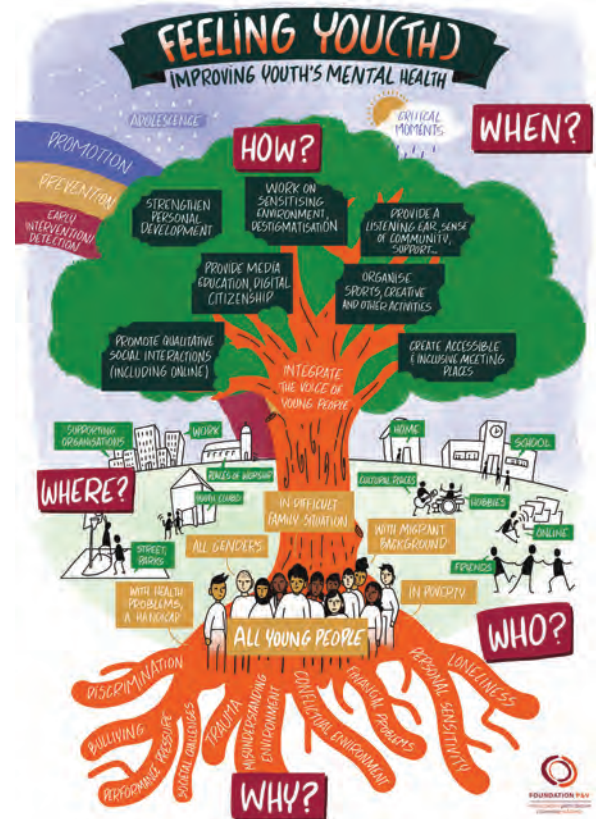 FEELING YOU(TH)
IMPROVING YOUTH'S MENTAL HEALTH
ADOLESCENCE
CRITICAL
MOMENTS
WHEN?
HOW?
PROMOTION
PREVENTION
EARLY
INTERVENTION/
DETECTION
STRENGTHEN
PERSONAL
DEVELOPMENT
WORK ON
SENSITISING
ENVIRONMENT,
DESTIGMATISATION
PROVIDE A
LISTENING EAR, SENSE
OF COMMUNITY,
SUPPORT...
PROVIDE MEDIA
EDUCATION, DIGITAL
CITIZENSHIP
ORGANISE
SPORTS, CREATIVE
AND OTHER ACTIVITIES
PROMOTE QUALITATIVE
SOCIAL INTERACTIONS
(INCLUDING ONLINE)
CREATE ACCESSIBLE
& INCLUSIVE MEETING
PLACES
INTEGRATE
THE VOICE OF
YOUNG PEOPLE
SUPPORTING
ORGANISATIONS
WORK
HOME
SCHOOL
PLACES OF WORSHIP
CULTURAL PLACES
WHERE?
YOUTH CLUBS
HOBBIES
ONLINE
STREET,
PARKS
FRIENDS
IN DIFFICULT
FAMILY SITUATION
ALL GENDERS
WITH MIGRANT
BACKGROUND
WITH HEALTH
PROBLEMS,
A HANDICAP
IN POVERTY
ALL YOUNG PEOPLE
WHO?
DISCRIMINATION
BULLYING
PERFORMANCE PRESSURE
SOCIETAL CHALLENGES
TRAUMA
MISUNDERSTANDING
ENVIRONMENT
CONFLICTUAL ENVIRONMENT
FINANCIAL PROBLEMS
PERSONAL SENSITIVITY
LONELINESS
WHY?
FOUNDATION P&V